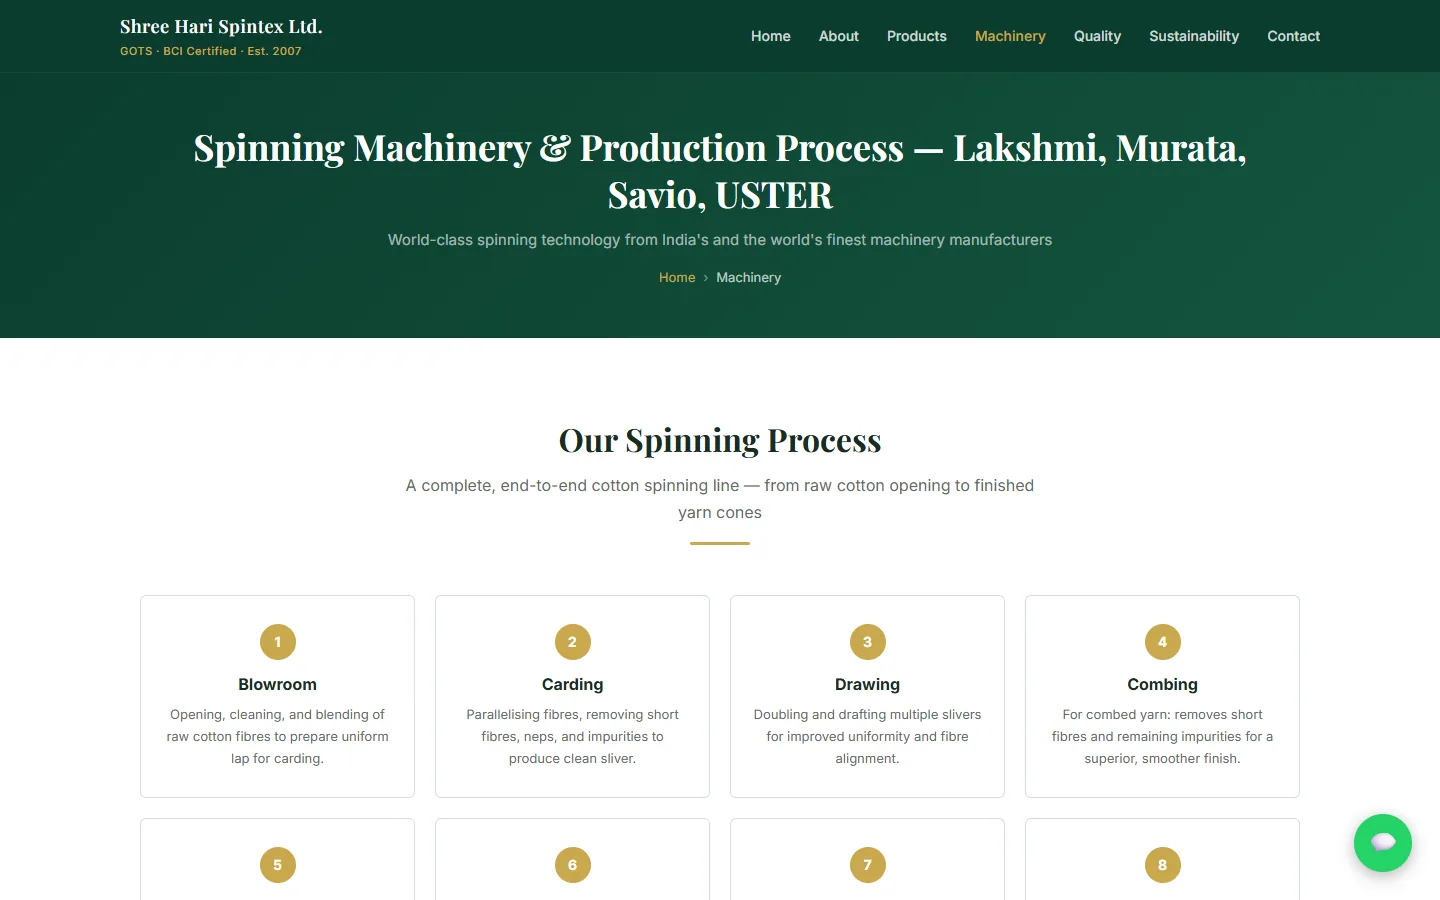 Shree Hari Spintex Ltd.
GOTS · BCI Certified · Est. 2007
Home
About
Products
Machinery
Quality
Sustainability
Contact
Spinning Machinery & Production Process — Lakshmi, Murata,
Savio, USTER
World-class spinning technology from India's and the world's finest machinery manufacturers
Home › Machinery
Our Spinning Process
A complete, end-to-end cotton spinning line — from raw cotton opening to finished
yarn cones
1
Blowroom
Opening, cleaning, and blending of
raw cotton fibres to prepare uniform
lap for carding.
2
Carding
Parallelising fibres, removing short
fibres, neps, and impurities to
produce clean sliver.
3
Drawing
Doubling and drafting multiple slivers
for improved uniformity and fibre
alignment.
4
Combing
For combed yarn: removes short
fibres and remaining impurities for a
superior, smoother finish.
5
6
7
8